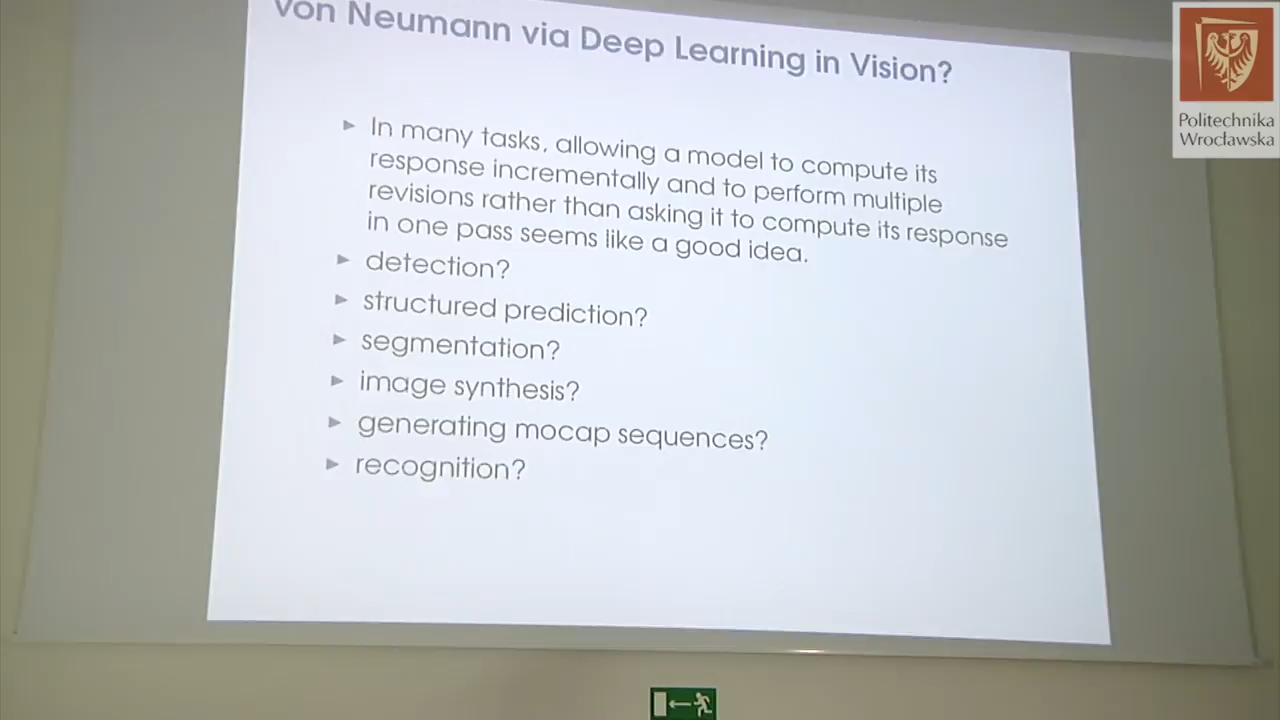 von Neumann via Deep Learning in Vision?
In many tasks, allowing a model to compute its
response incrementally and to perform multiple
revisions rather than asking it to compute its response
in one pass seems like a good idea.
detection?
structured prediction?
segmentation?
image synthesis?
generating mocap sequences?
recognition?
Politechnika
Wrocławska